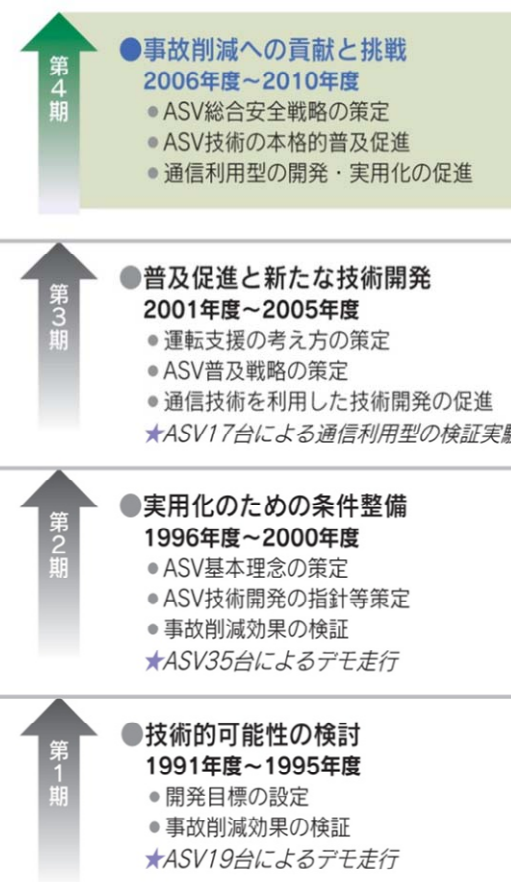 第4期
●事故削減への貢献と挑戦
2006年度～2010年度
●ASV総合安全戦略の策定
●ASV技術の本格的普及促進
●通信利用型の開発・実用化の促進
第3期
●普及促進と新たな技術開発
2001年度～2005年度
●運転支援の考え方の策定
●ASV普及戦略の策定
●通信技術を利用した技術開発の促進
★ASV17台による通信利用型の検証実験
第2期
●実用化のための条件整備
1996年度～2000年度
●ASV基本理念の策定
●ASV技術開発の指針等策定
●事故削減効果の検証
★ASV35台によるデモ走行
第1期
●技術的可能性の検討
1991年度～1995年度
●開発目標の設定
●事故削減効果の検証
★ASV19台によるデモ走行